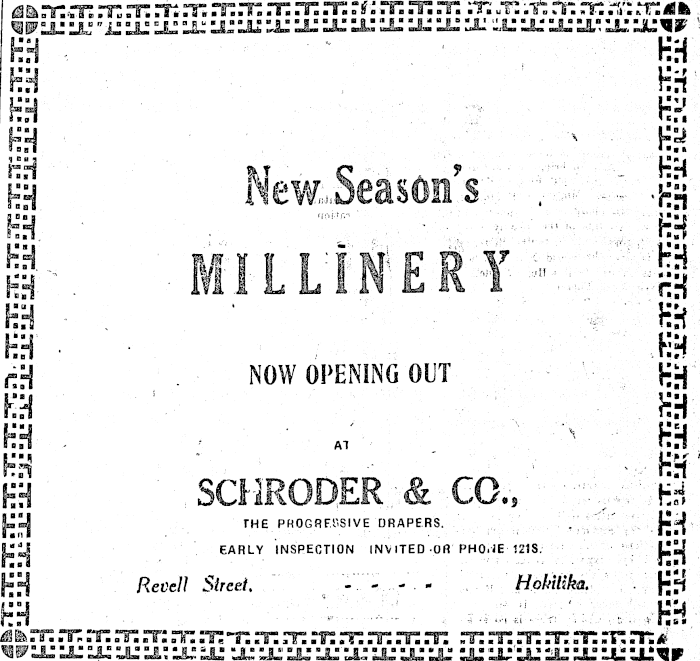 New Season's
MILLINERY
NOW OPENING OUT
AT
SCHRODER & CO.,
THE PROGRESSIVE DRAPERS.
EARLY INSPECTION INVITED OR PHONE 121S.
Revell Street. - - - - Hokitika.